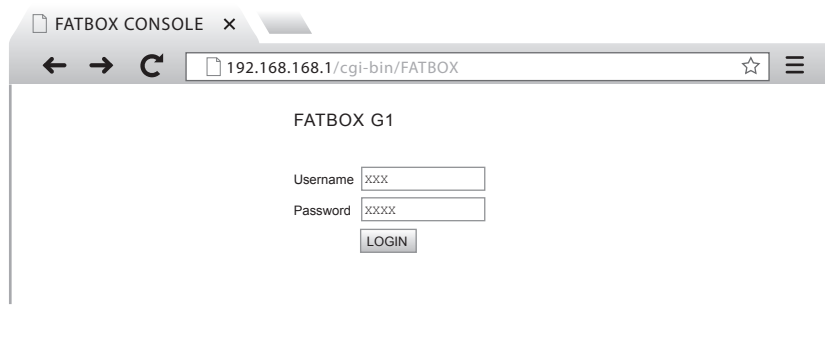 FATBOX CONSOLE
192.168.168.1/cgi-bin/FATBOX
FATBOX G1
Username xxx
Password xxxx
LOGIN